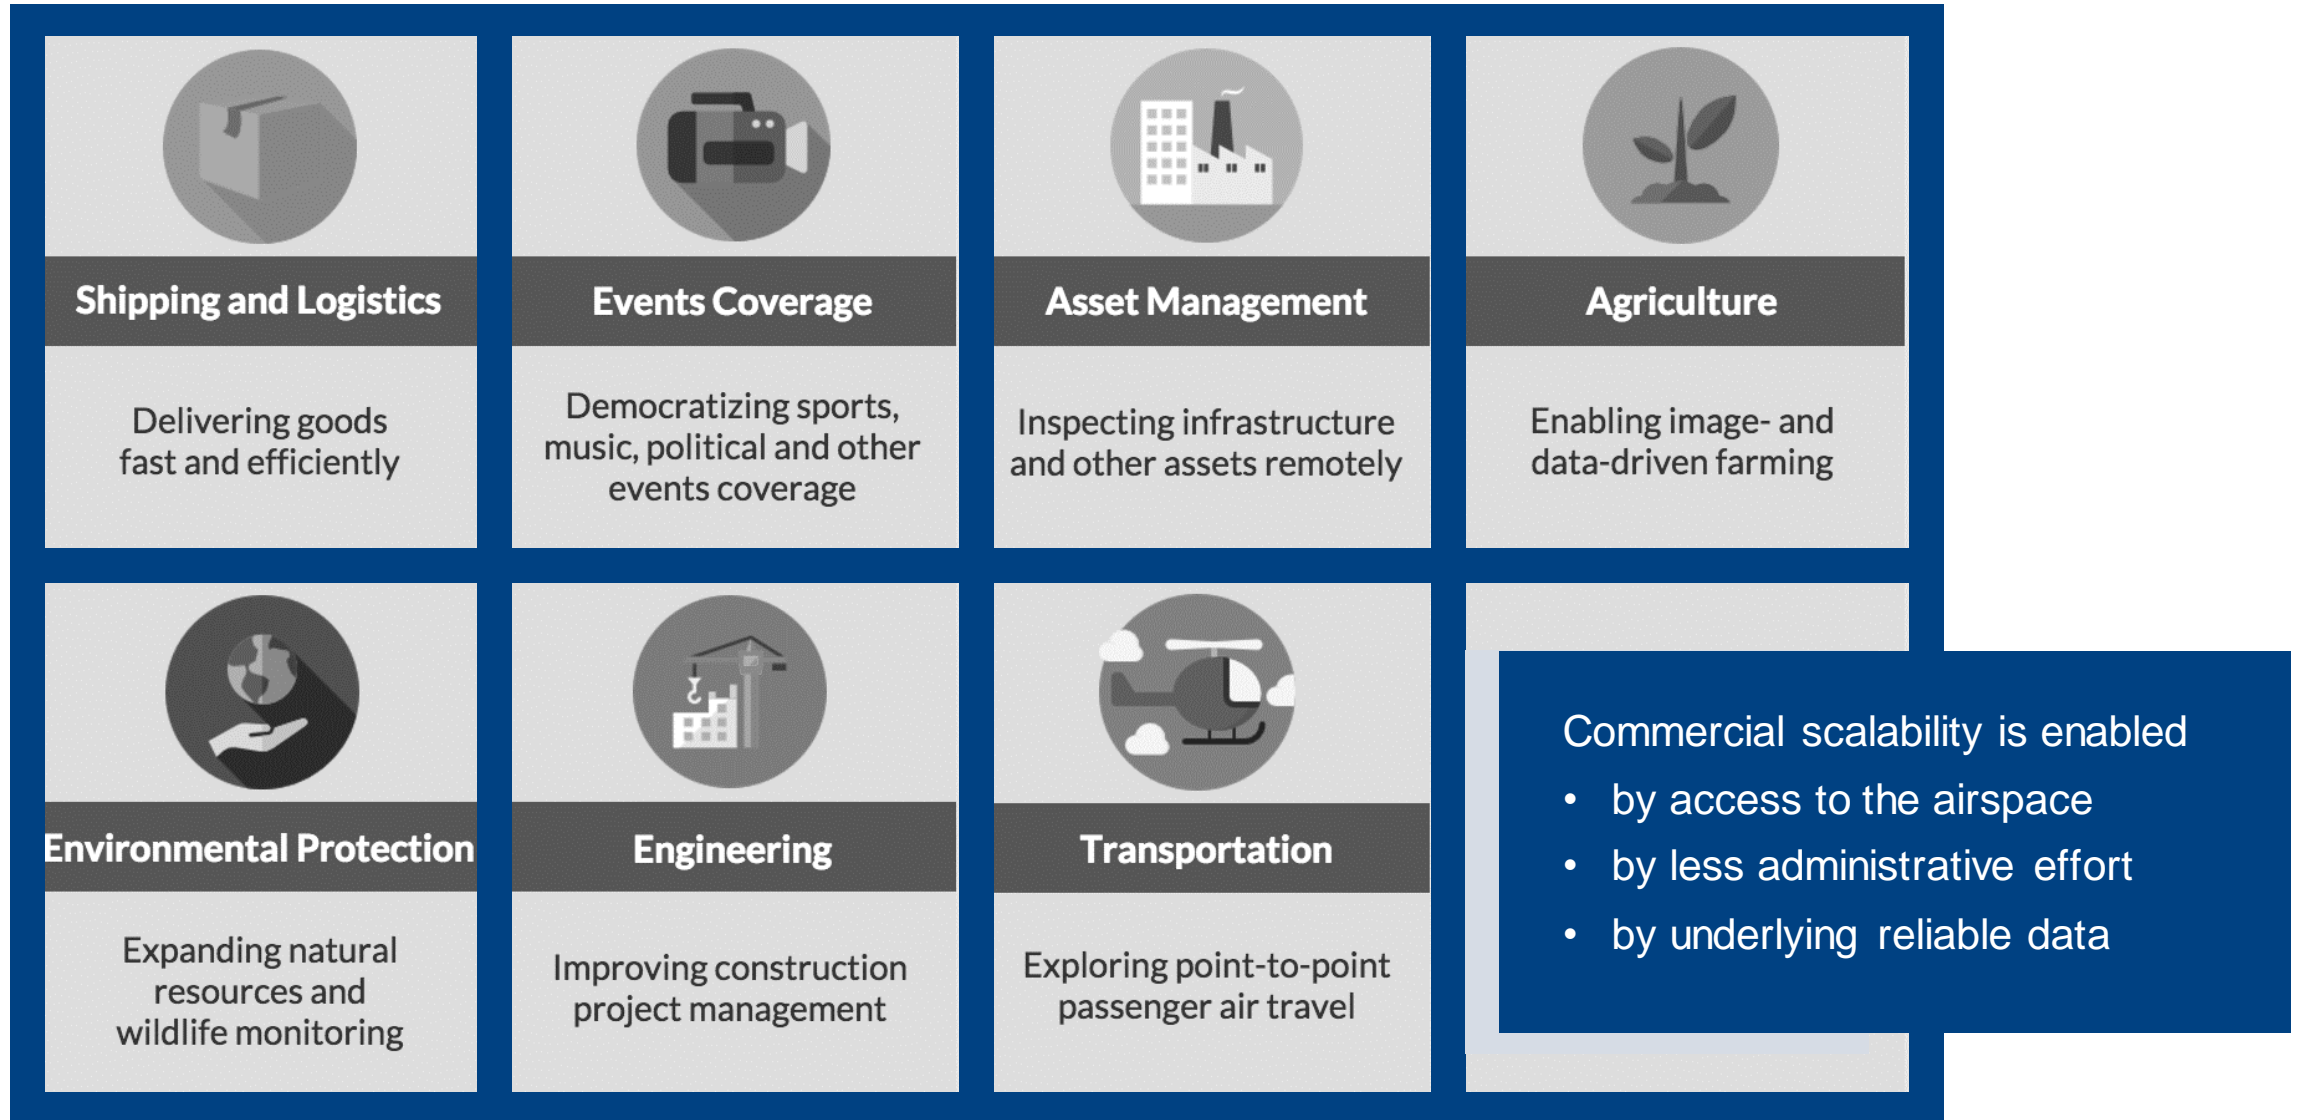 Shipping and Logistics
Delivering goods
fast and efficiently
Events Coverage
Democratizing sports,
music, political and other
events coverage
Asset Management
Inspecting infrastructure
and other assets remotely
Agriculture
Enabling image- and
data-driven farming
Environmental Protection
Expanding natural
resources and
wildlife monitoring
Engineering
Improving construction
project management
Transportation
Exploring point-to-point
passenger air travel
Commercial scalability is enabled
• by access to the airspace
• by less administrative effort
• by underlying reliable data